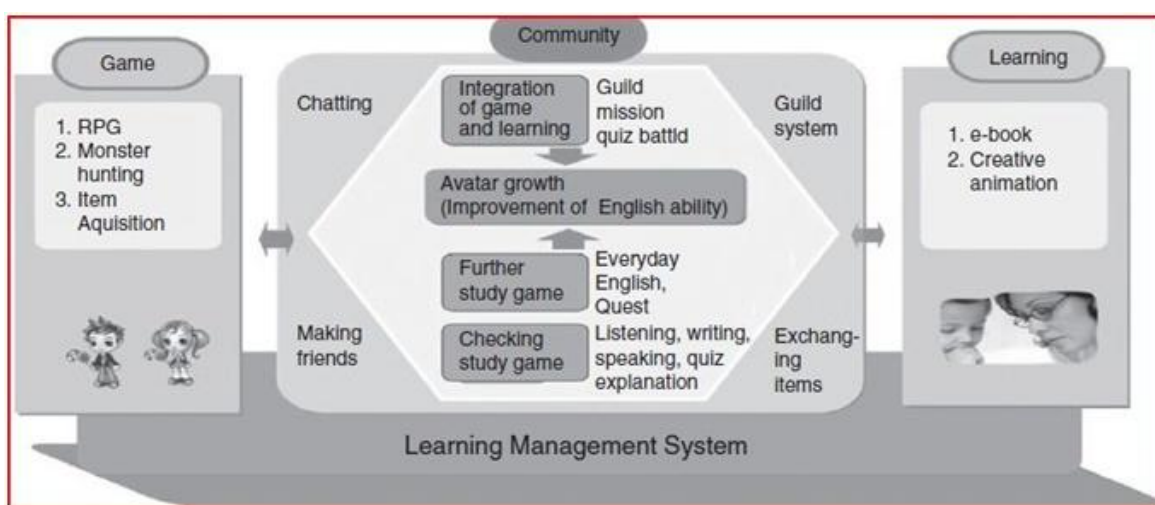 Community
Game
1. RPG
2. Monster
hunting
3. Item
Aquisition
Chatting
Integration
of game
and learning
Guild
mission
quiz battld
Guild
system
Avatar growth
(Improvement of English ability)
Further
study game
Everyday
English,
Quest
Making
friends
Checking
study game
Listening, writing,
speaking, quiz
explanation
Exchang-
ing
items
Learning
1. e-book
2. Creative
animation
Learning Management System